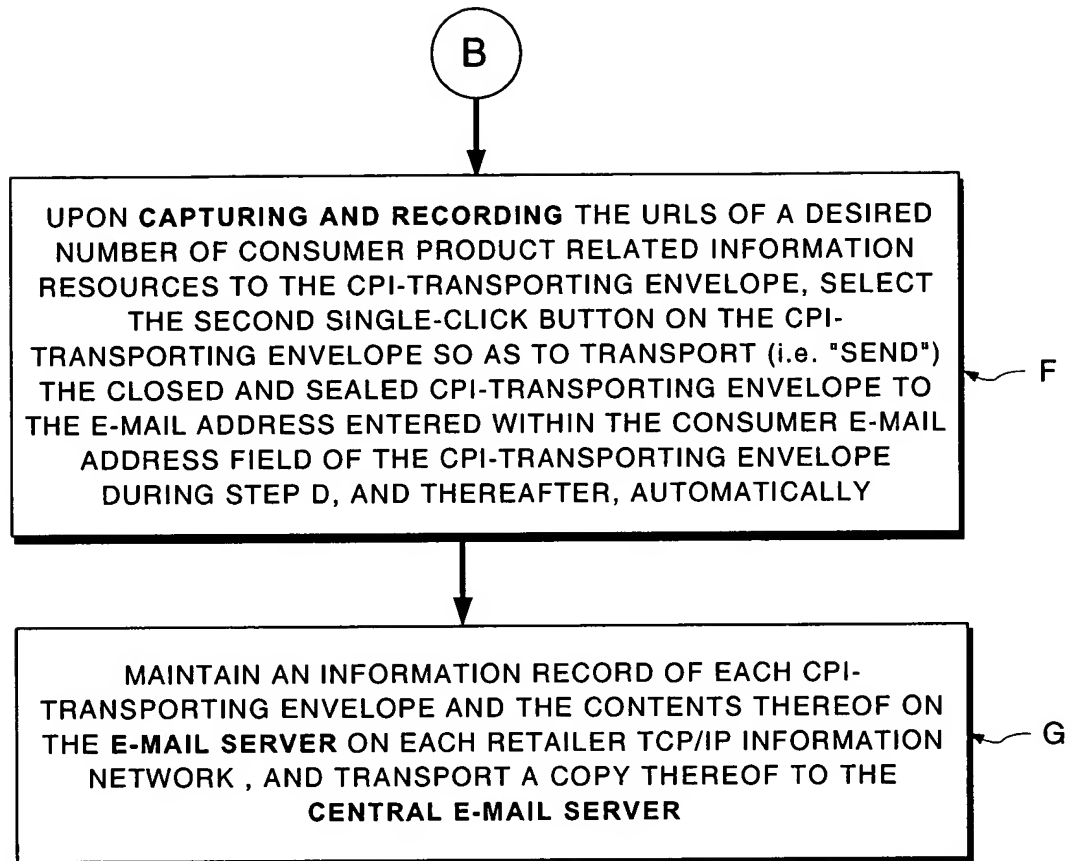 B
UPON CAPTURING AND RECORDING THE URLS OF A DESIRED
NUMBER OF CONSUMER PRODUCT RELATED INFORMATION
RESOURCES TO THE CPI-TRANSPORTING ENVELOPE, SELECT
THE SECOND SINGLE-CLICK BUTTON ON THE CPI-
TRANSPORTING ENVELOPE SO AS TO TRANSPORT (i.e. "SEND")
THE CLOSED AND SEALED CPI-TRANSPORTING ENVELOPE TO
THE E-MAIL ADDRESS ENTERED WITHIN THE CONSUMER E-MAIL
ADDRESS FIELD OF THE CPI-TRANSPORTING ENVELOPE
DURING STEP D, AND THEREAFTER, AUTOMATICALLY
F
MAINTAIN AN INFORMATION RECORD OF EACH CPI-
TRANSPORTING ENVELOPE AND THE CONTENTS THEREOF ON
THE E-MAIL SERVER ON EACH RETAILER TCP/IP INFORMATION
NETWORK , AND TRANSPORT A COPY THEREOF TO THE
CENTRAL E-MAIL SERVER
G